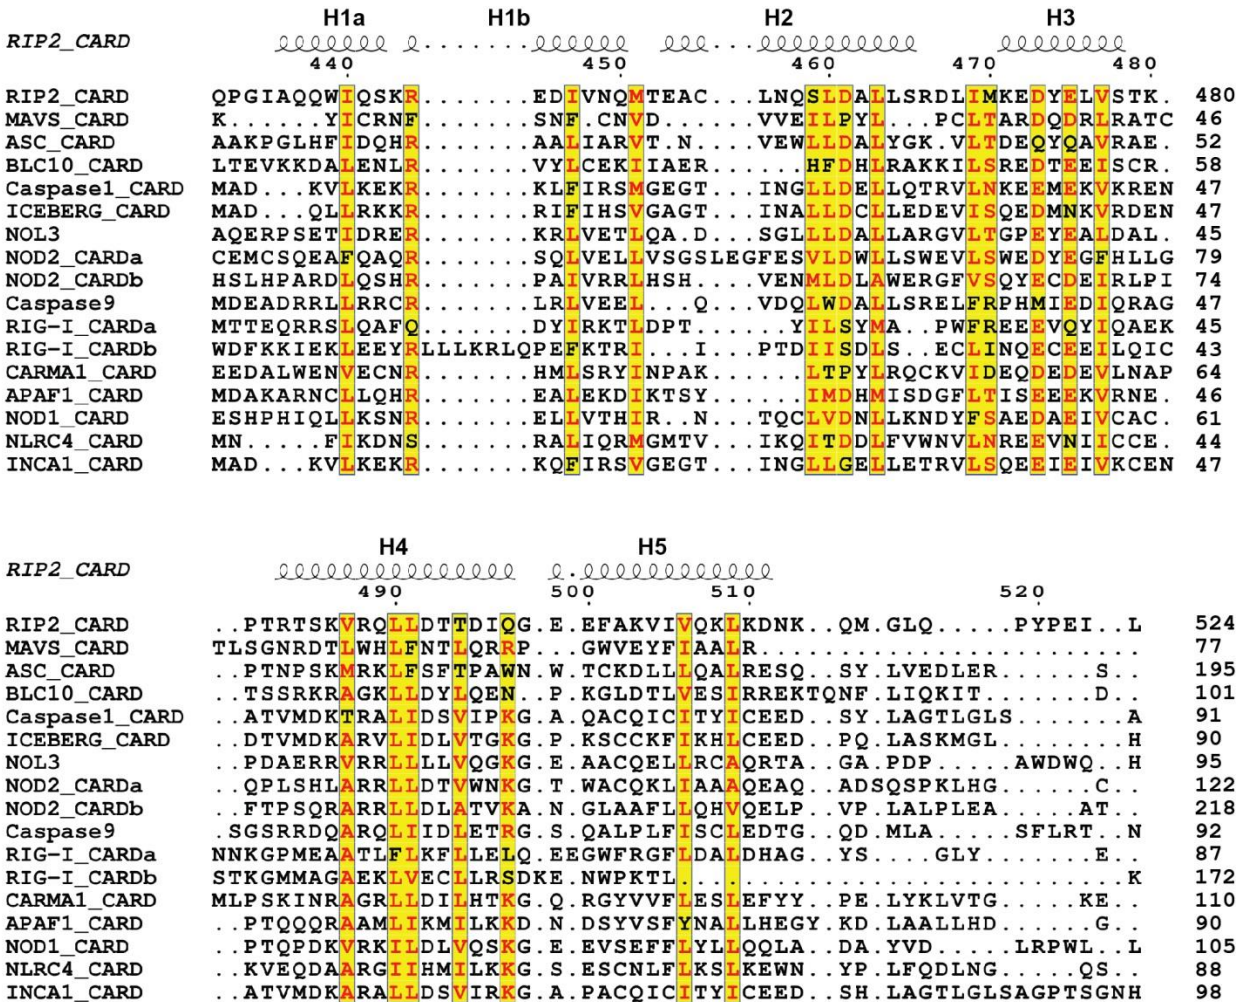 H1a H1b H2 H3
RIP2_CARD
440 450 460 470 480
RIP2_CARD QPGIAQQWIQSKR.......EDIVNQMTEAC...LNQSLDALLSRDLIMKEDYELVSTK. 480
MAVS_CARD K.....YICRNF.......SNF.CNVD......VVEILPYL...PCLTARDQDRLRATC 46
ASC_CARD AAKPGLHFIDQHR.......AALIARVT.N....VEWLLDALYGK.VLTDEQYQAVRAE. 52
BLC10_CARD LTEVKKDALENLR.......VYLCEKIIAER......HFDHLRAKKILSREDTEEISCR. 58
Caspase1_CARD MAD...KVLKEKR.......KLFIRSMGEGT...INGLLDELLQTRVLNKEEMEKVKREN 47
ICEBERG_CARD MAD...QLLRKKR.......RIFIHSVGAGT...INALLDCLLEDEVISQEDMNKVRDEN 47
NOL3 AQERPSETIDRER.......KRLVETLQA.D...SGLLLDALLARGVLTGPEYEALDAL. 45
NOD2_CARDa CEMCSQEAFQAQR.......SQLVELLVSGSLEGFESVLDWLLSWEVLSWEDYEGFHLLG 79
NOD2_CARDb HSLHPARDLQSHR.......PAIVRRLHSH....VENMLDLAWERGFVSQYECDEIRLPI 74
Caspase9 MDEADRRLLRRCR.......LRLVEEL...Q...VDQLWDALLSRELFRPHMIEDIQRAG 47
RIG-I_CARDa MTTEQRRSLQAFQ.......DYIRKTLDPT......YILSYMA..PWFREEEVQYIQAEK 45
RIG-I_CARDb WDFKKIEKLEEYRLLLKRLQPEFKTRI...I...PTDIISDLS..ECLINQECEEILQIC 43
CARMA1_CARD EEDALWENVECNR.......HMLSRYINPAK......LTPYLRQCKVIDEQDEDEVLNAP 64
APAF1_CARD MDAKARNCLLQHR.......EALEKDIKTSY......IMDHMISDGFLTISEEEKVRNE. 46
NOD1_CARD ESHPHIQLLKSNR.......ELLVTHIR..N...TQCLVDNLLKNDYFSAEDAEIVCAC. 61
NLRC4_CARD MN.....FIKDNS.......RALIQRMGMTV...IKQITDDLFVWNVLNREEVNIICCE. 44
INCA1_CARD MAD...KVLKEKR.......KQFIRSVGEGT...INGLLGELLETRVLSQEEIEIVKCEN 47
H4 H5
RIP2_CARD
490 500 510 520
RIP2_CARD ..PTRTSKVRQLLDTTDIQG.E.EFAKVIVQKLKDNK..QM.GLQ....PYPEI..L 524
MAVS_CARD TLSGNRDTLWHLFNTLQRRP...GWVEYFIAALR....................... 77
ASC_CARD ..PTNPSKMRKLFSFTPAWN.W.TCKDLLLQALRESQ..SY.LVEDLER......S.. 195
BLC10_CARD ..TSSRKRAGKLLDYLQEN..P.KGLDTLVESIRREKTQNF.LIQKIT.......D.. 101
Caspase1_CARD ..ATVMDKTRALIDSVIPKG.A.QACQICITYICEED..SY.LAGTLGLS........A 91
ICEBERG_CARD ..DTVMDKARVLIDLVTGKG.P.KSCCKFIKHLCEED..PQ.LASKMGL.........H 90
NOL3 ..PDAERRVRRLLLLVQGKG.E.AACQELLRCAQRTA..GA.PDP.....AWDWQ..H 95
NOD2_CARDa ..QPLSHLARRLLDTVWNKG.T.WACQKLIAAAQEAQ..ADSQSPKLHG......C.. 122
NOD2_CARDb ..FTPSQRARRLLDLATVKA.N.GLAAFLLQHVQELP..VP.LALPLEA.....AT.. 218
Caspase9 .SGSRRDQARQLIIDLETRG.S.QALPLFISCLEDTG..QD.MLA.....SFLRT..N 92
RIG-I_CARDa NNKGPMEAATLFLKFLLELQ.EEGWFRGFLDALDHAG..YS....GLY.......E.. 87
RIG-I_CARDb STKGMMAGAEKLVECLLRSDKE.NWPKTL............................K 172
CARMA1_CARD MLPSKINRAGRLLDILHTKG.Q.RGYVVFLESLEFYY..PE.LYKLVTG.....KE.. 110
APAF1_CARD ..PTQQQRAAMLIKMILKKD.N.DSYVSFYNALLHEGY.KD.LAALLHD......G.. 90
NOD1_CARD ..PTQPDKVRKILDLVQSKG.E.EVSEFFLYLLQQLA..DA.YVD.....LRPWL..L 105
NLRC4_CARD ..KVEQDAARGIIHMILKKG.S.ESCNLFLKSLKEWN..YP.LFQDLNG.....QS.. 88
INCA1_CARD ..ATVMDKARALLDSVIRKG.A.PACQICITYICEED..SH.LAGTLGLSAGPTSGNH 98